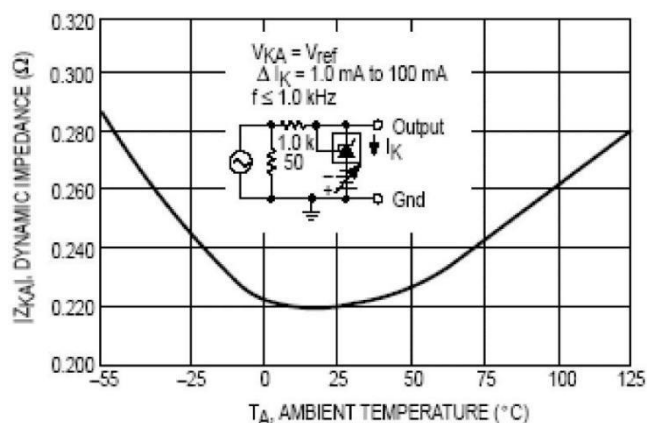 0.320
0.300
0.280
0.260
0.240
0.220
0.200
|ZKA|, DYNAMIC IMPEDANCE (Ω)
VKA = Vref
Δ IK = 1.0 mA to 100 mA
f ≤ 1.0 kHz
1.0 k
50
Output
IK
Gnd
– +
-55 -25 0 25 50 75 100 125
TA, AMBIENT TEMPERATURE (°C)